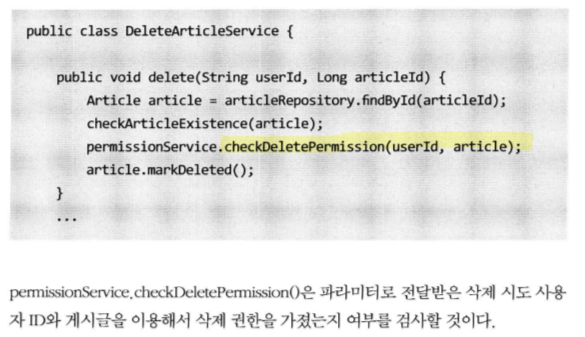 public class DeleteArticleService {
public void delete(String userId, Long articleId) {
Article article = articleRepository.findById(articleId);
checkArticleExistence(article);
permissionService.checkDeletePermission(userId, article);
article.markDeleted();
}
...
permissionService.checkDeletePermission()은 파라미터로 전달받은 삭제 시도 사용
자 ID와 게시글을 이용해서 삭제 권한을 가졌는지 여부를 검사할 것이다.